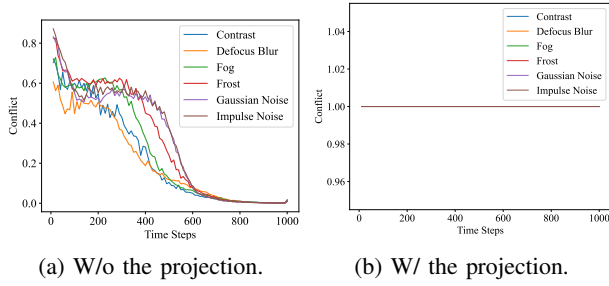 0.8
0.6
0.4
0.2
0.0
Conflict
Contrast
Defocus Blur
Fog
Frost
Gaussian Noise
Impulse Noise
0 200 400 600 800 1000
Time Steps
(a) W/o the projection.
1.04
1.02
1.00
0.98
0.96
Conflict
Contrast
Defocus Blur
Fog
Frost
Gaussian Noise
Impulse Noise
0 200 400 600 800 1000
Time Steps
(b) W/ the projection.